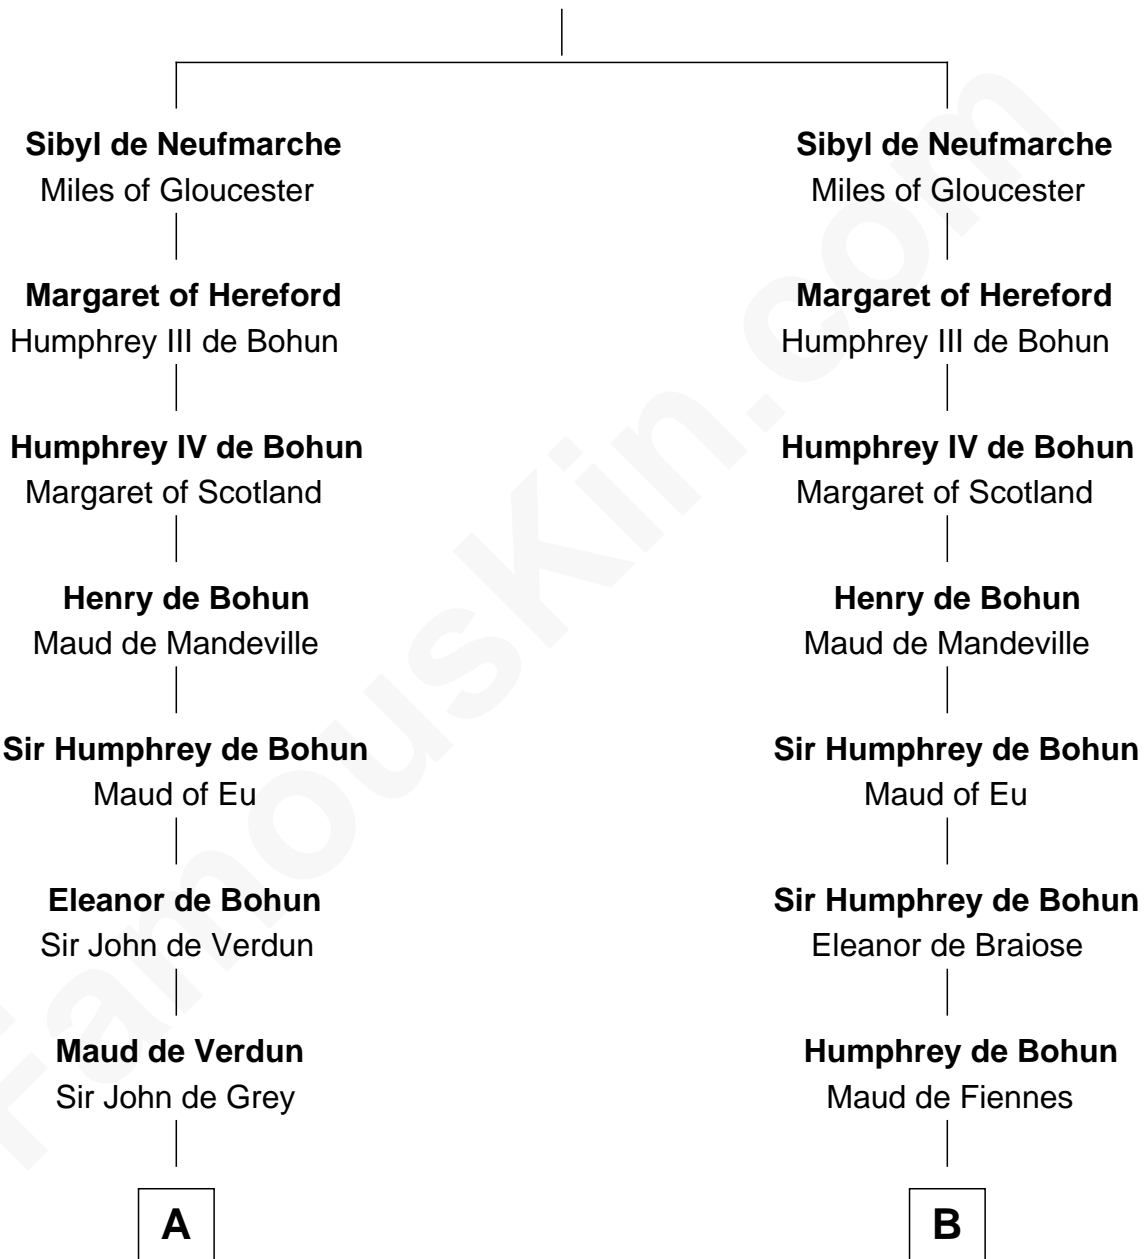 Sibyl de Neufmarche
Miles of Gloucester
Margaret of Hereford
Humphrey III de Bohun
Humphrey IV de Bohun
Margaret of Scotland
Henry de Bohun
Maud de Mandeville
Sir Humphrey de Bohun
Maud of Eu
Eleanor de Bohun
Sir John de Verdun
Maud de Verdun
Sir John de Grey
A
Sibyl de Neufmarche
Miles of Gloucester
Margaret of Hereford
Humphrey III de Bohun
Humphrey IV de Bohun
Margaret of Scotland
Henry de Bohun
Maud de Mandeville
Sir Humphrey de Bohun
Maud of Eu
Sir Humphrey de Bohun
Eleanor de Braiose
Humphrey de Bohun
Maud de Fiennes
B
FamousKin.com